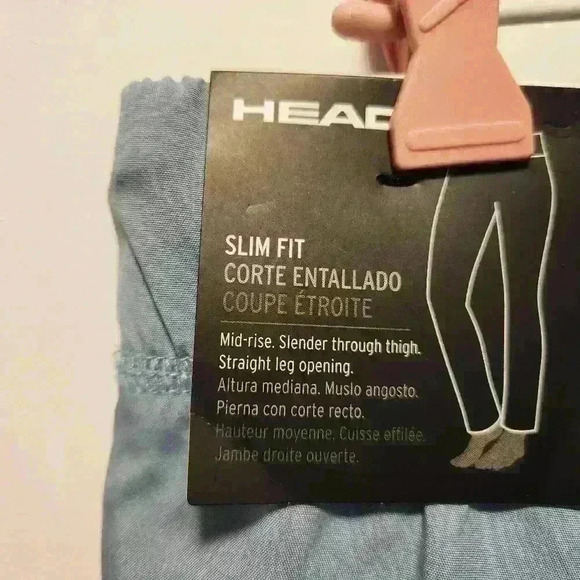 HEAD
SLIM FIT
CORTE ENTALLADO
COUPE ÉTROITE
Mid-rise. Slender through thigh.
Straight leg opening.
Altura mediana. Muslo angosto.
Pierna con corte recto.
Hauteur moyenne. Cuisse effilée.
Jambe droite ouverte.